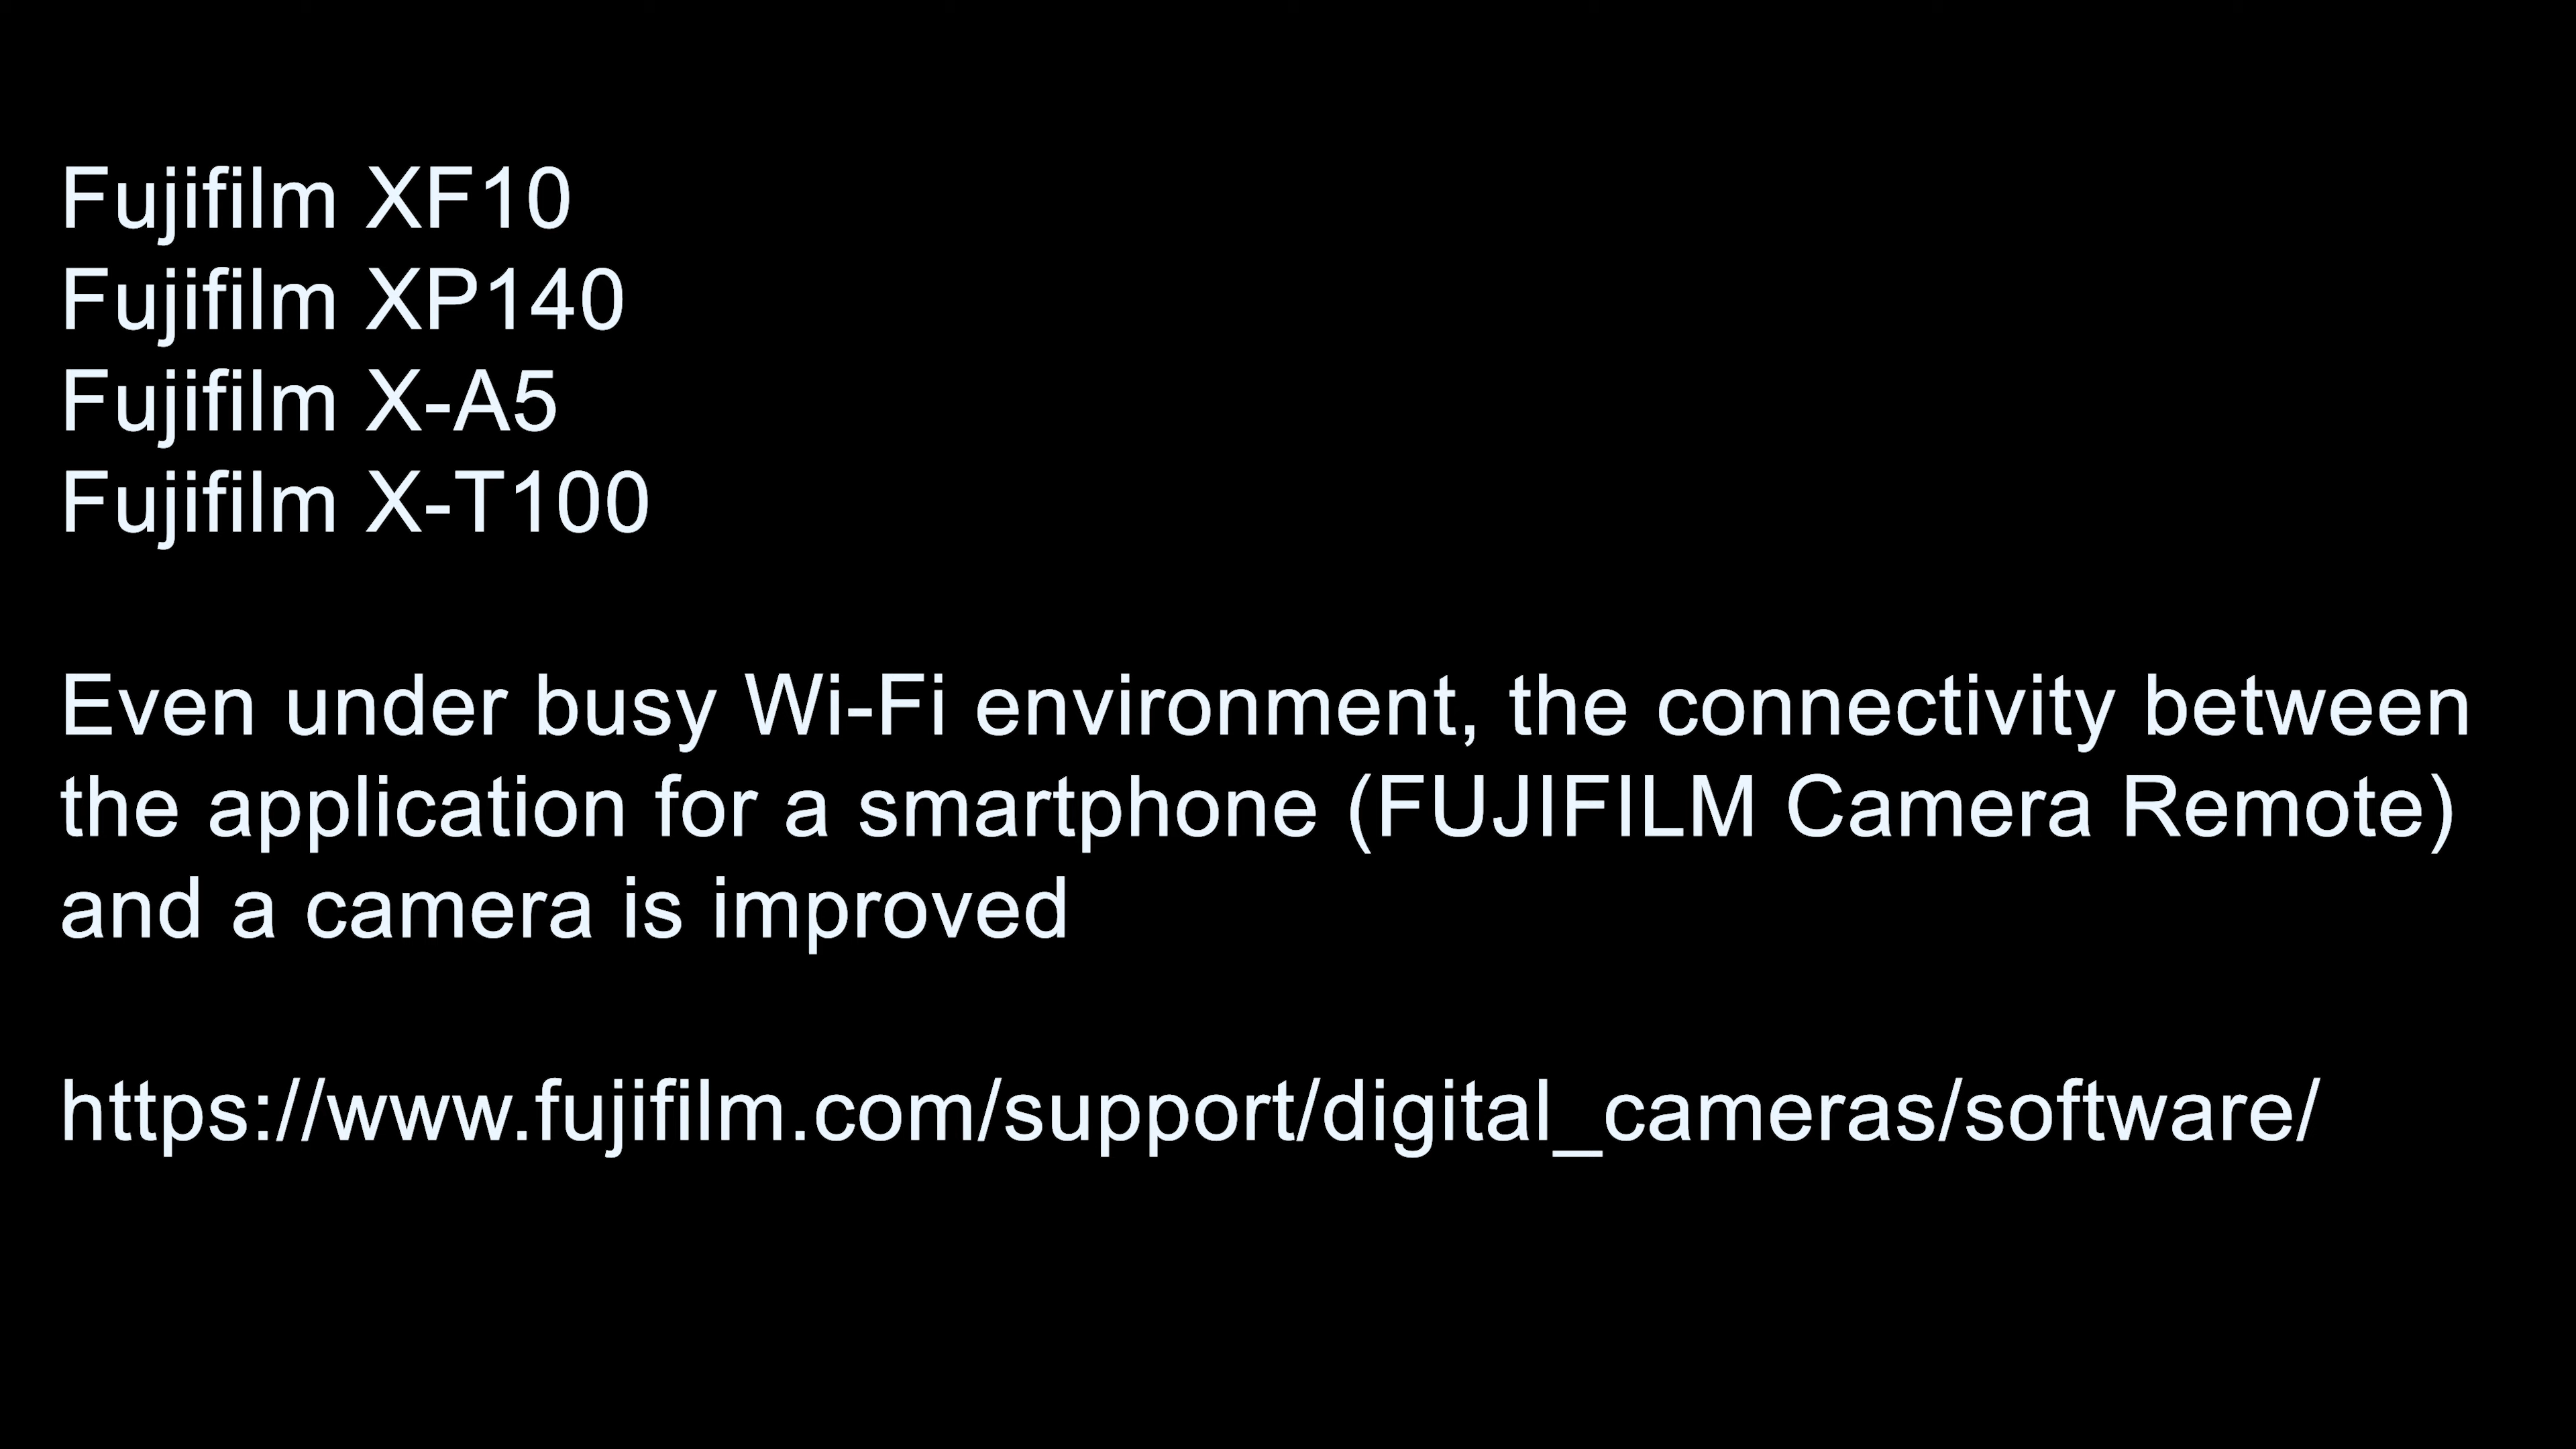 Fujifilm XF10
Fujifilm XP140
Fujifilm X-A5
Fujifilm X-T100
Even under busy Wi-Fi environment, the connectivity between
the application for a smartphone (FUJIFILM Camera Remote)
and a camera is improved
https://www.fujifilm.com/support/digital_cameras/software/